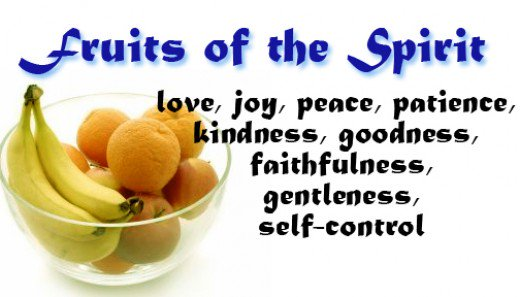 Fruits of the Spirit
love, joy, peace, patience,
kindness, goodness,
faithfulness,
gentleness,
self-control